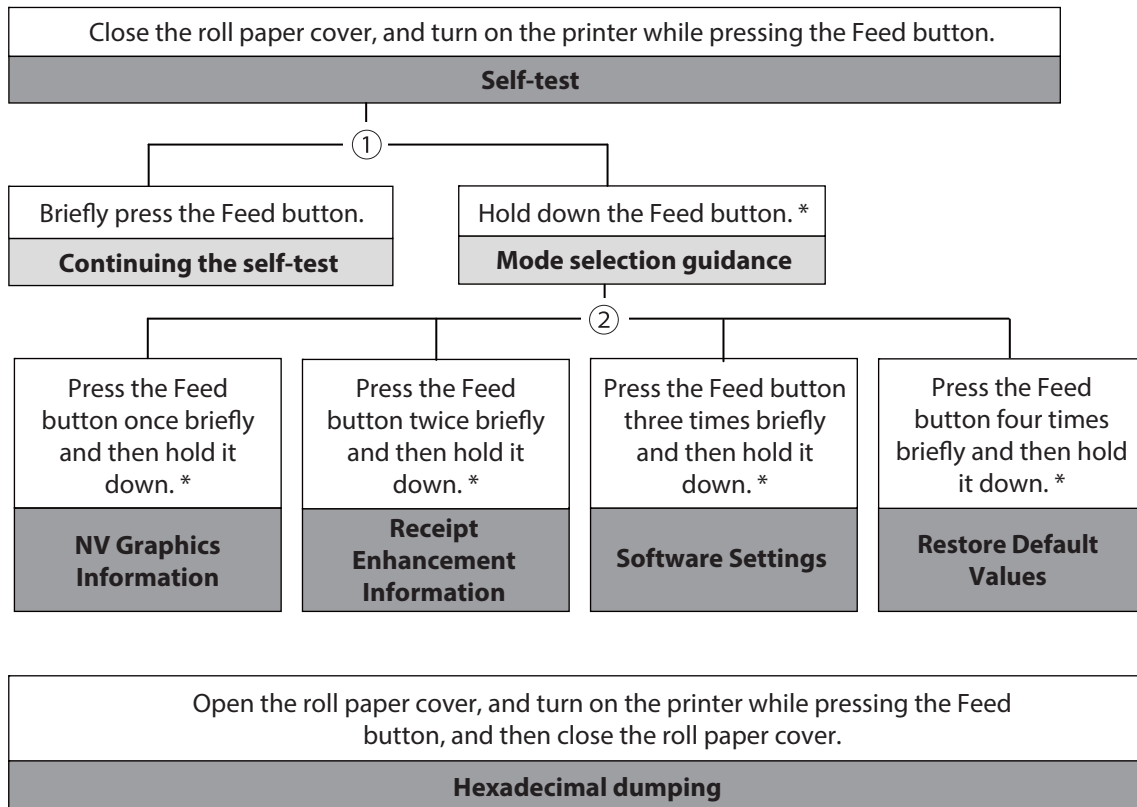 Close the roll paper cover, and turn on the printer while pressing the Feed button.
Self-test
①
Briefly press the Feed button.
Continuing the self-test
Hold down the Feed button. *
Mode selection guidance
②
Press the Feed
button once briefly
and then hold it
down. *
NV Graphics
Information
Press the Feed
button twice briefly
and then hold it
down. *
Receipt
Enhancement
Information
Press the Feed button
three times briefly
and then hold it
down. *
Software Settings
Press the Feed
button four times
briefly and then hold
it down. *
Restore Default
Values
Open the roll paper cover, and turn on the printer while pressing the Feed
button, and then close the roll paper cover.
Hexadecimal dumping